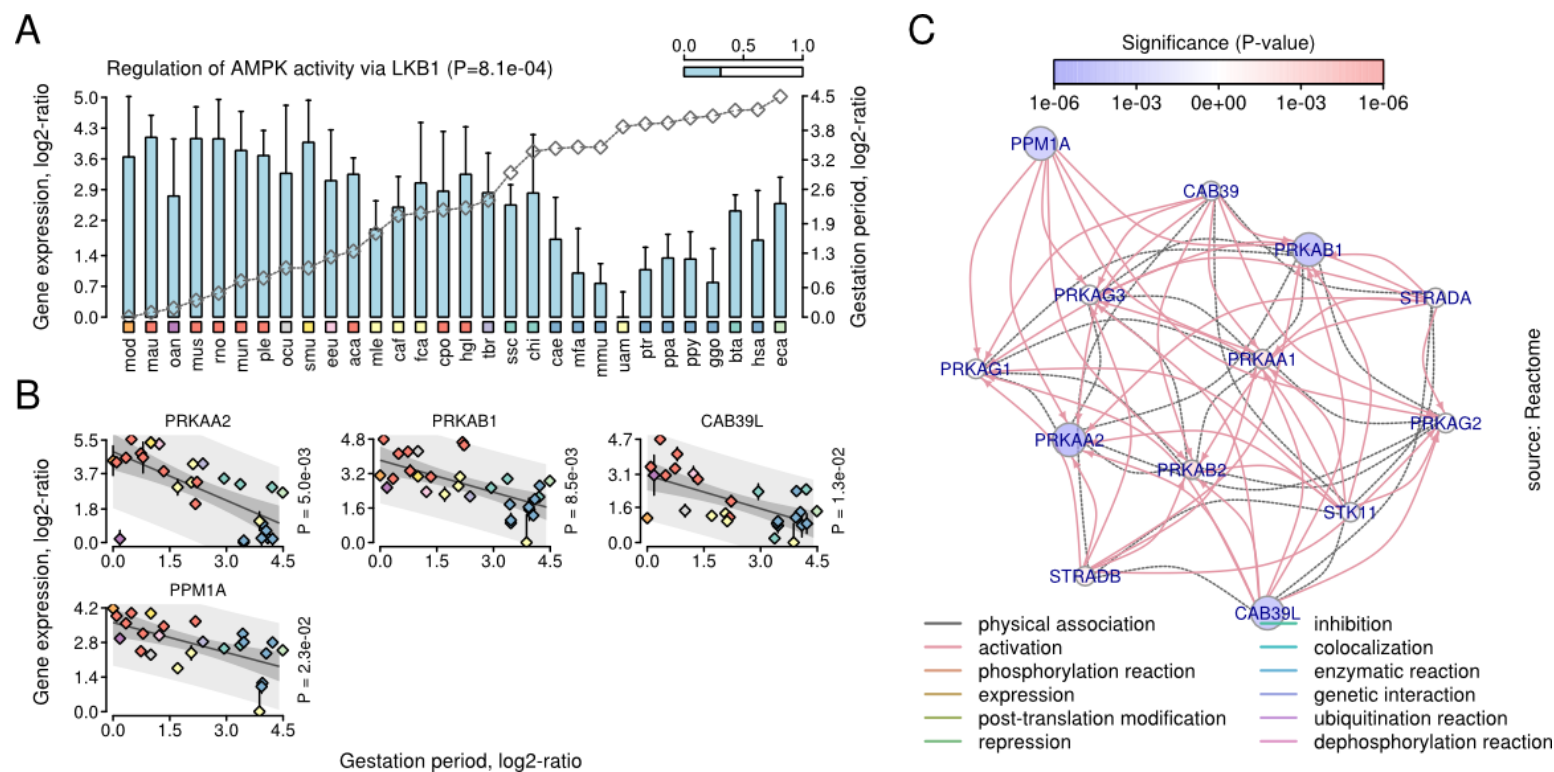 A
Regulation of AMPK activity via LKB1 (P=8.1e-04)
0.0 0.5 1.0
Gene expression, log2-ratio
5.0
4.3
3.6
2.9
2.2
1.4
0.7
0.0
4.5
3.8
3.2
2.6
1.9
1.3
0.6
0.0
Gestation period, log2-ratio
mod mau oan mus rno mun ple ocu smu eeu aca mle caf fca cpo hgl tbr ssc chi cae mfa mmu uam ptr ppa ppy ggo bta hsa eca
B
Gene expression, log2-ratio
PRKAA2
5.5
3.7
1.8
0.0
0.0 1.5 3.0 4.5
P = 5.0e-03
PRKAB1
4.8
3.2
1.6
0.0
0.0 1.5 3.0 4.5
P = 8.5e-03
CAB39L
4.7
3.1
1.6
0.0
0.0 1.5 3.0 4.5
P = 1.3e-02
PPM1A
4.2
2.8
1.4
0.0
0.0 1.5 3.0 4.5
P = 2.3e-02
Gestation period, log2-ratio
C
Significance (P-value)
1e-06 1e-03 0e+00 1e-03 1e-06
PPM1A
CAB39
PRKAB1
PRKAG3
STRADA
PRKAA1
PRKAG1
PRKAG2
PRKAA2
PRKAB2
STK11
STRADB
CAB39L
source: Reactome
physical association
activation
phosphorylation reaction
expression
post-translation modification
repression
inhibition
colocalization
enzymatic reaction
genetic interaction
ubiquitination reaction
dephosphorylation reaction